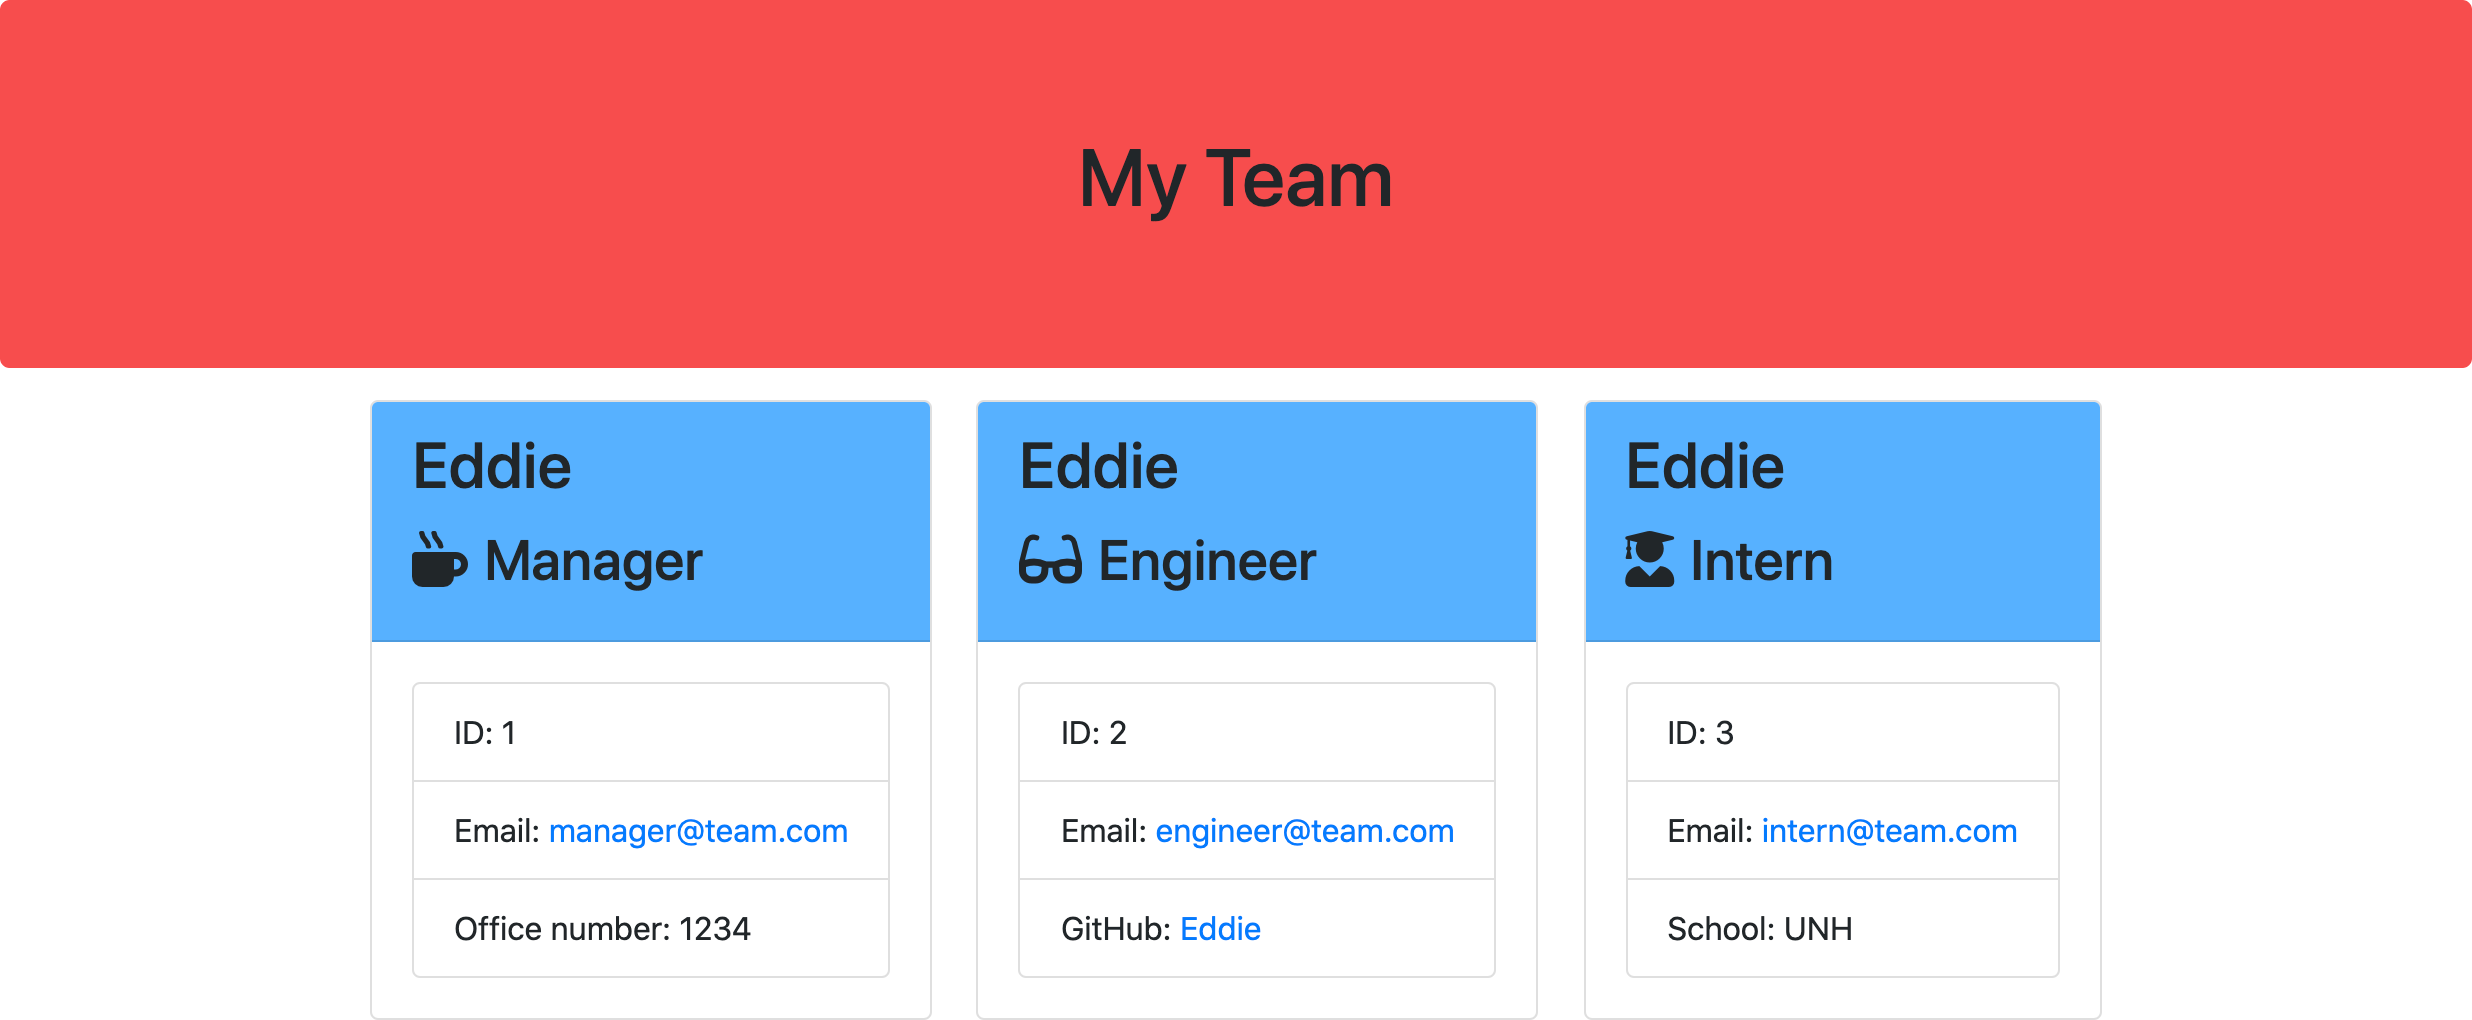 My Team
Eddie
Manager
ID: 1
Email: manager@team.com
Office number: 1234
Eddie
Engineer
ID: 2
Email: engineer@team.com
GitHub: Eddie
Eddie
Intern
ID: 3
Email: intern@team.com
School: UNH